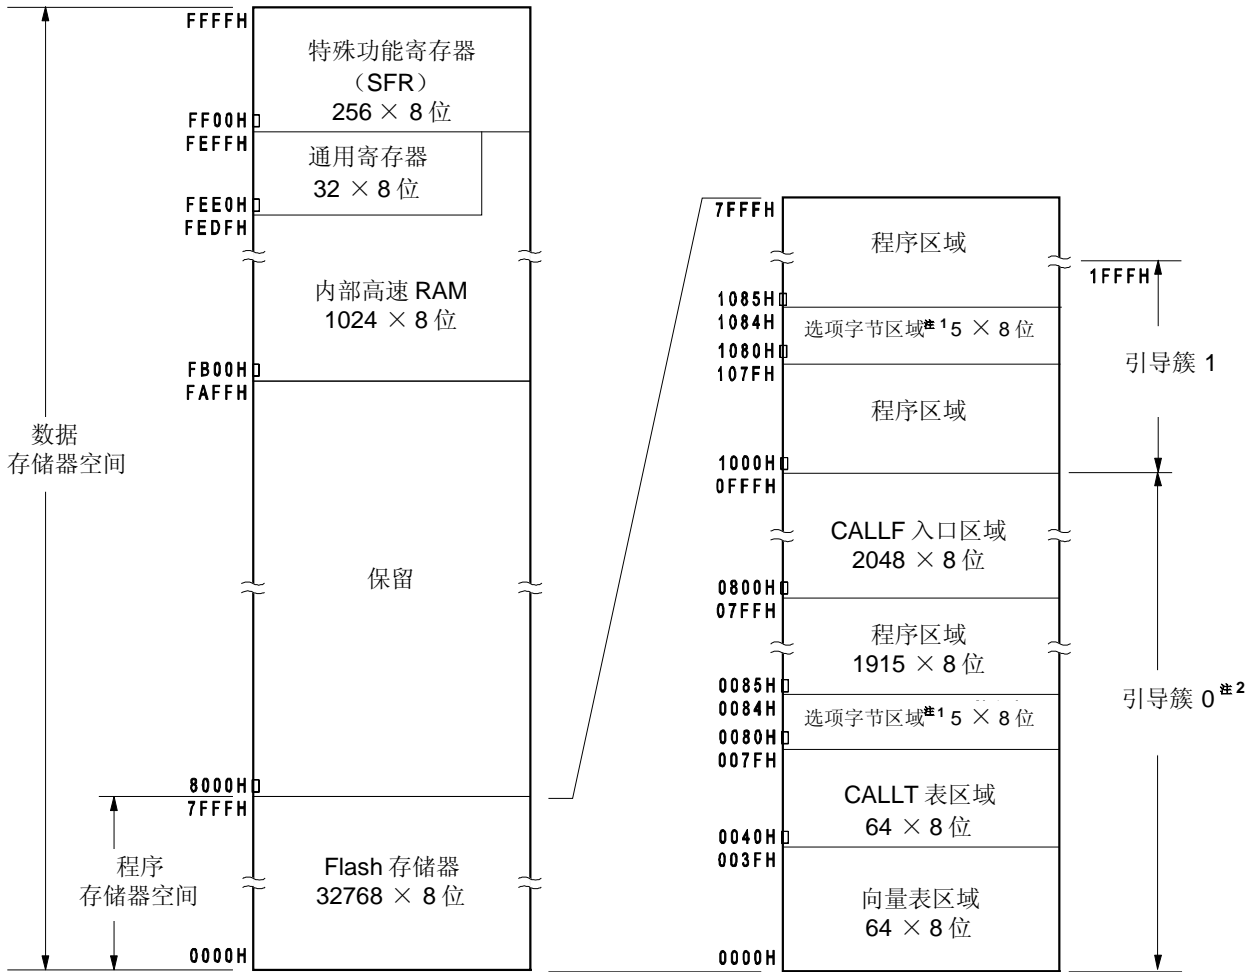 FFFFH
特殊功能寄存器
（SFR）
256 × 8 位
FF00H
FEFFH
通用寄存器
32 × 8 位
FEE0H
FEDFH
内部高速 RAM
1024 × 8 位
FB00H
FAFFH
数据
存储器空间
保留
8000H
7FFFH
程序
存储器空间
Flash 存储器
32768 × 8 位
0000H
7FFFH
程序区域
1FFFH
1085H
1084H
选项字节区域注 1 5 × 8 位
1080H
107FH
引导簇 1
程序区域
1000H
0FFFH
CALLF 入口区域
2048 × 8 位
0800H
07FFH
程序区域
1915 × 8 位
0085H
0084H
选项字节区域注 1 5 × 8 位
引导簇 0 注 2
0080H
007FH
CALLT 表区域
64 × 8 位
0040H
003FH
向量表区域
64 × 8 位
0000H